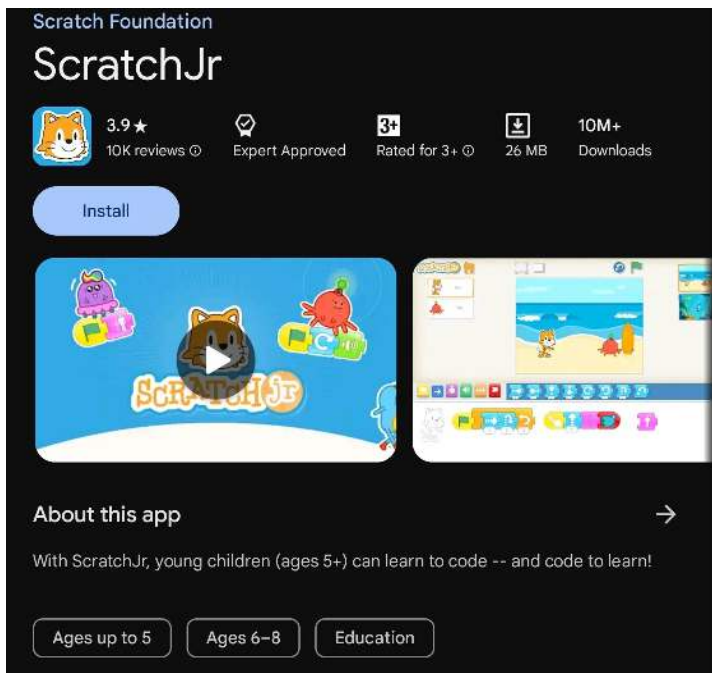 Scratch Foundation
ScratchJr
3.9★
10K reviews
Expert Approved
3+
Rated for 3+
26 MB
10M+
Downloads
Install
SCRATCH jr
About this app
With ScratchJr, young children (ages 5+) can learn to code -- and code to learn!
Ages up to 5
Ages 6–8
Education